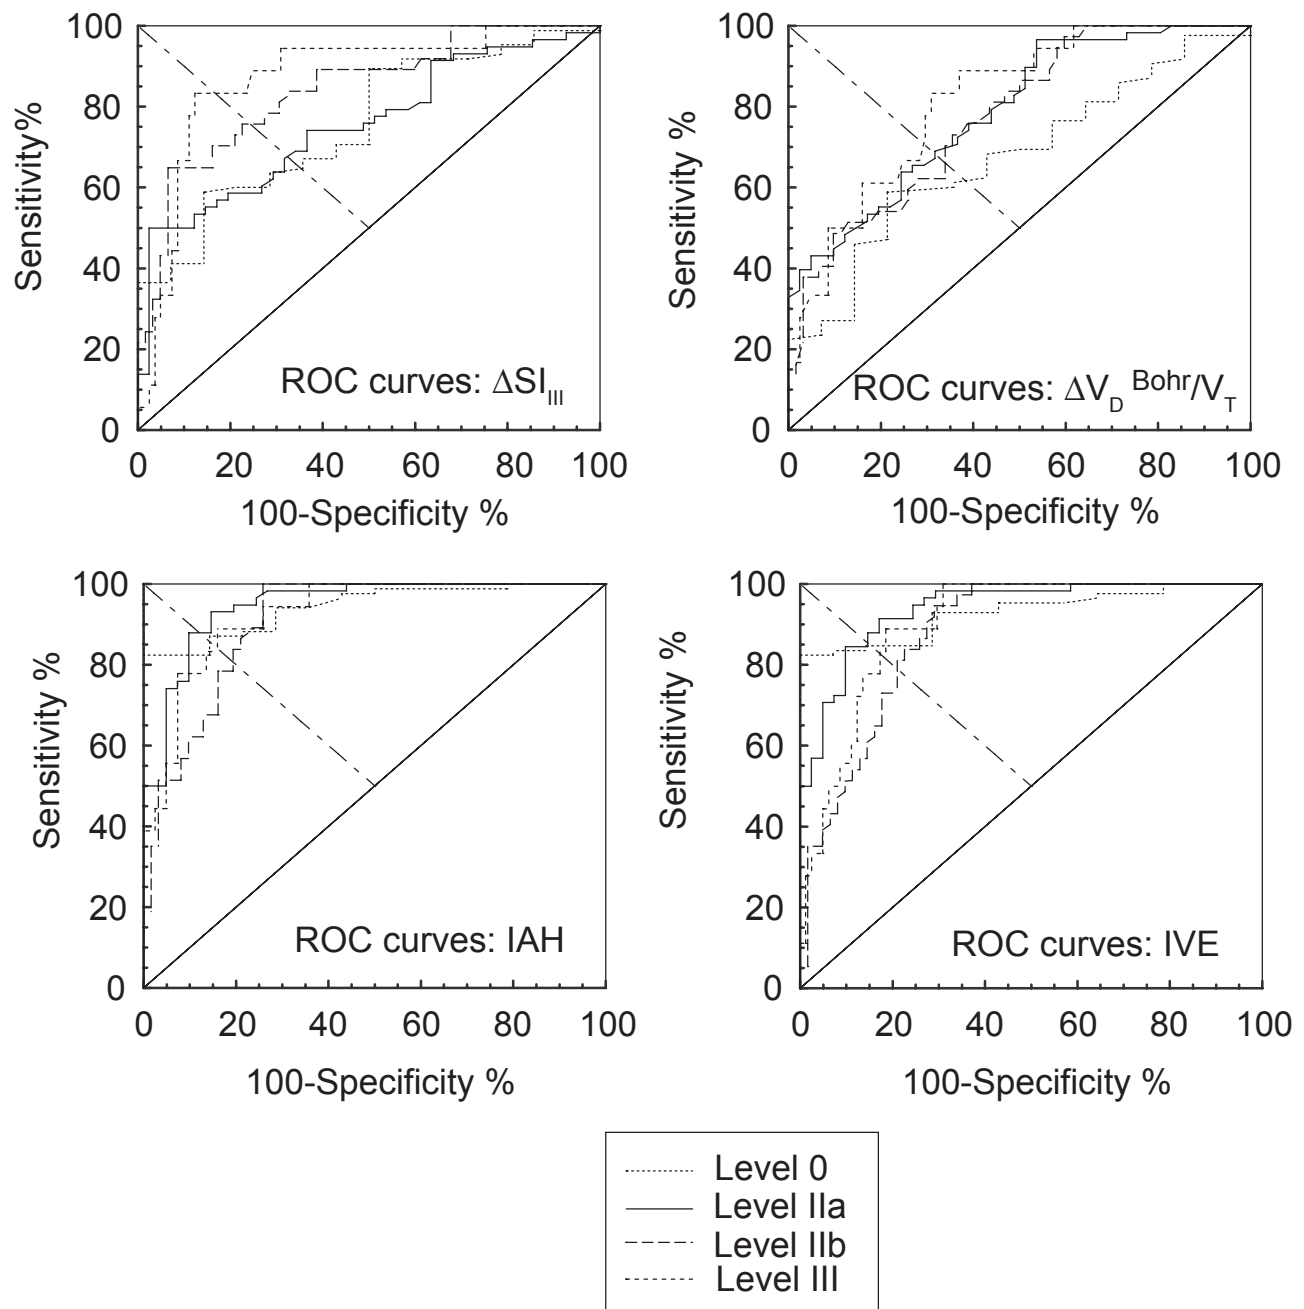 100
80
60
40
20
0
Sensitivity%
ROC curves: ΔSI_III
0 20 40 60 80 100
100-Specificity %
100
80
60
40
20
0
Sensitivity %
ROC curves: ΔV_D^Bohr/V_T
0 20 40 60 80 100
100-Specificity %
100
80
60
40
20
0
Sensitivity %
ROC curves: IAH
0 20 40 60 80 100
100-Specificity %
100
80
60
40
20
0
Sensitivity %
ROC curves: IVE
0 20 40 60 80 100
100-Specificity %
Level 0
Level IIa
Level IIb
Level III